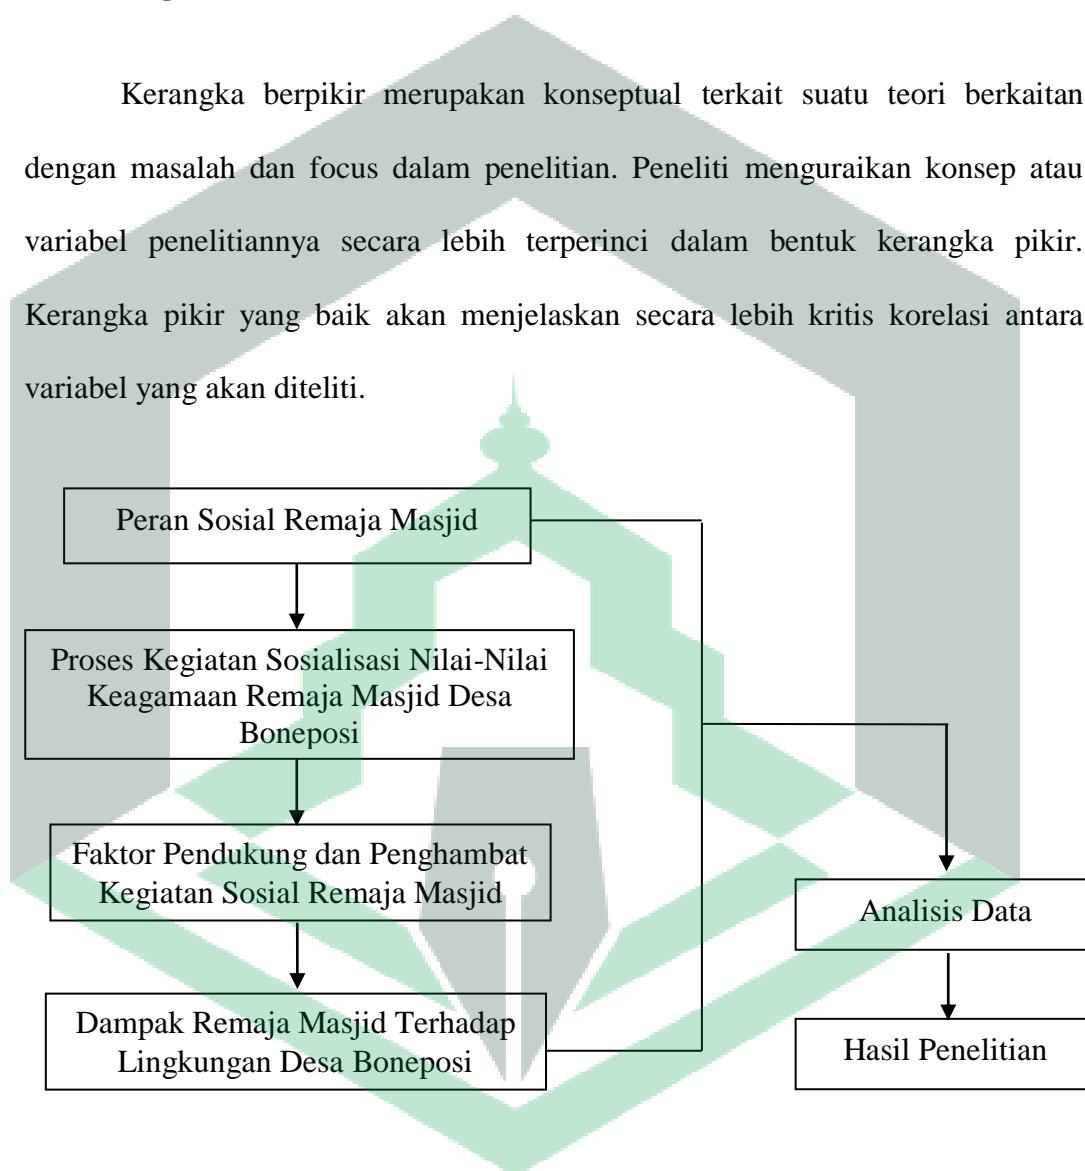 Kerangka berpikir merupakan konseptual terkait suatu teori berkaitan
dengan masalah dan focus dalam penelitian. Peneliti menguraikan konsep atau
variabel penelitiannya secara lebih terperinci dalam bentuk kerangka pikir.
Kerangka pikir yang baik akan menjelaskan secara lebih kritis korelasi antara
variabel yang akan diteliti.
Peran Sosial Remaja Masjid
Proses Kegiatan Sosialisasi Nilai-Nilai
Keagamaan Remaja Masjid Desa
Boneposi
Faktor Pendukung dan Penghambat
Kegiatan Sosial Remaja Masjid
Dampak Remaja Masjid Terhadap
Lingkungan Desa Boneposi
Analisis Data
Hasil Penelitian